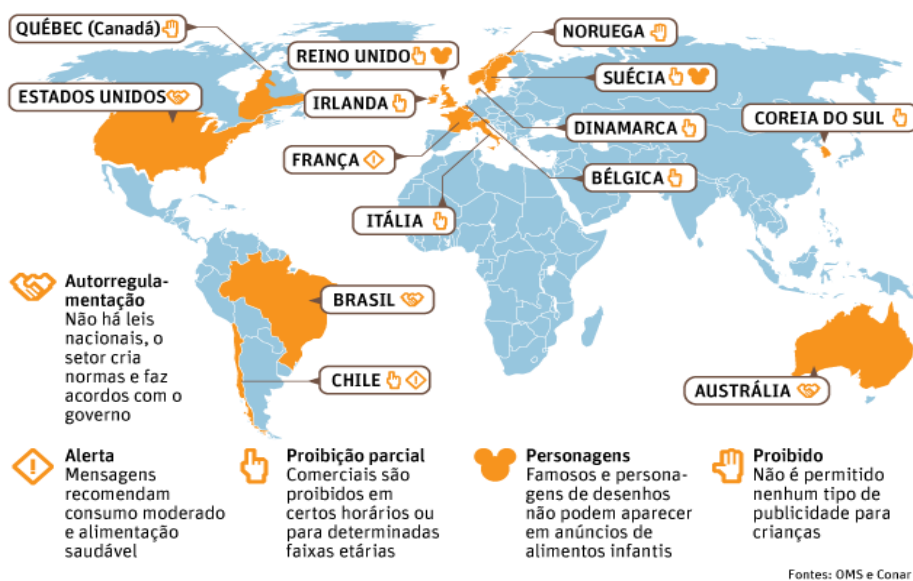 QUÉBEC (Canadá)
ESTADOS UNIDOS
REINO UNIDO
IRLANDA
FRANÇA
ITÁLIA
NORUEGA
SUÉCIA
DINAMARCA
BÉLGICA
COREIA DO SUL
BRASIL
CHILE
AUSTRÁLIA
Autorregula-
mentação
Não há leis
nacionais, o
setor cria
normas e faz
acordos com o
governo
Alerta
Mensagens
recomendam
consumo moderado
e alimentação
saudável
Proibição parcial
Comerciais são
proibidos em
certos horários ou
para determinadas
faixas etárias
Personagens
Famosos e persona-
gens de desenhos
não podem aparecer
em anúncios de
alimentos infantis
Proibido
Não é permitido
nenhum tipo de
publicidade para
crianças
Fontes: OMS e Conar